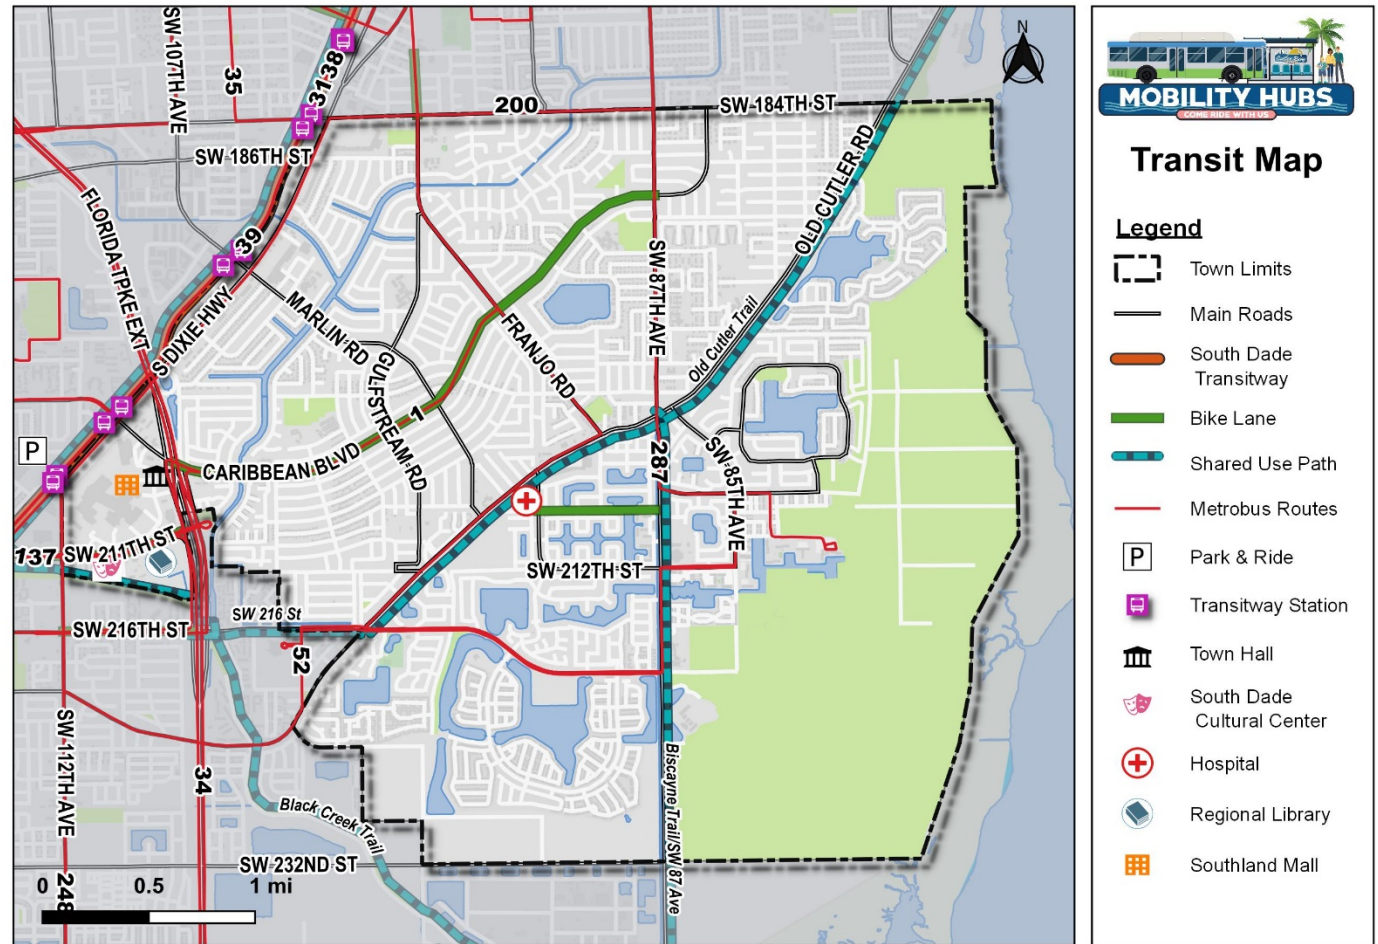 SW 107TH AVE
35
3138
N
200
SW 184TH ST
SW 186TH ST
OLD CUTLER RD
FLORIDA TPKE EXT
39
S DIXIE HWY
MARLIN RD
SW 87TH AVE
FRANJO RD
Old Cutler Trail
GULFSTREAM RD
1
CARIBBEAN BLVD
P
287
SW 85TH AVE
137
SW 211TH ST
SW 212TH ST
SW 216 St
SW 216TH ST
52
SW 112TH AVE
34
Black Creek Trail
Biscayne Trail/SW 87 Ave
SW 232ND ST
248
0 0.5 1 mi
MOBILITY HUBS
COME RIDE WITH US
Transit Map
Legend
Town Limits
Main Roads
South Dade
Transitway
Bike Lane
Shared Use Path
Metrobus Routes
P Park & Ride
Transitway Station
Town Hall
South Dade
Cultural Center
Hospital
Regional Library
Southland Mall